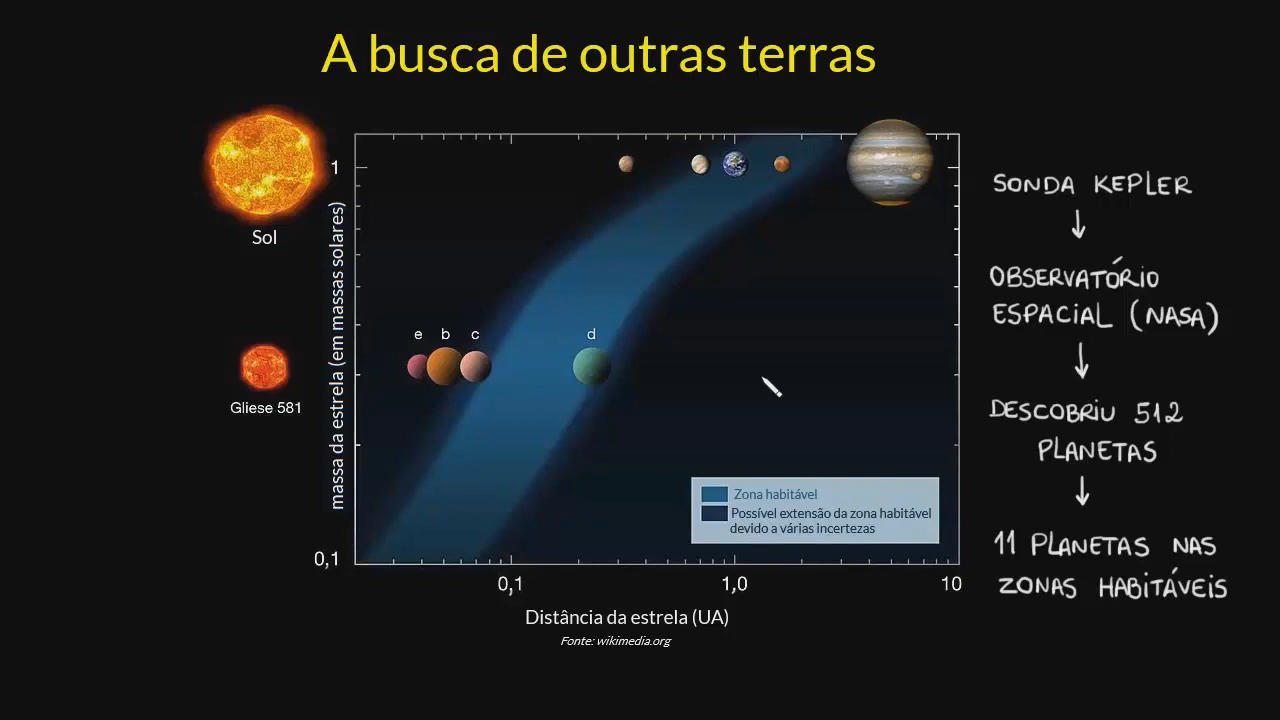 A busca de outras terras
Sol
Gliese 581
massa da estrela (em massas solares)
1
0,1
e b c d
Zona habitável
Possível extensão da zona habitável
devido a várias incertezas
0,1 1,0 10
Distância da estrela (UA)
Fonte: wikimedia.org
SONDA KEPLER
OBSERVATÓRIO
ESPACIAL (NASA)
DESCOBRIU 512
PLANETAS
11 PLANETAS NAS
ZONAS HABITÁVEIS